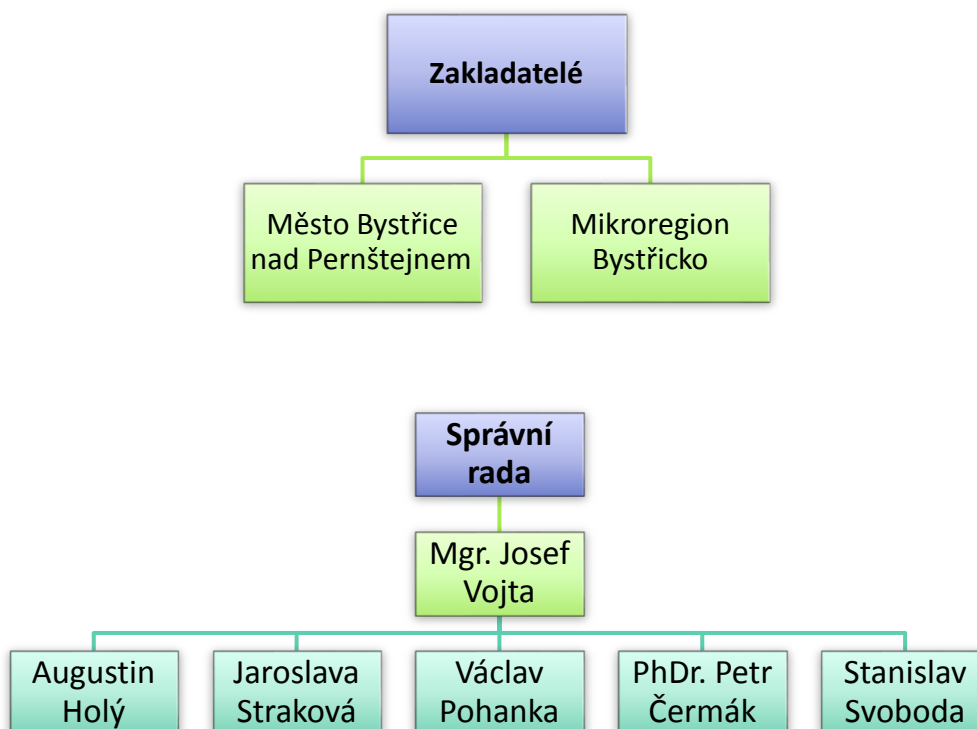 Zakladatelé
Město Bystřice
nad Pernštejnem
Mikroregion
Bystřicko
Správní
rada
Mgr. Josef
Vojta
Augustin
Holý
Jaroslava
Straková
Václav
Pohanka
PhDr. Petr
Čermák
Stanislav
Svoboda